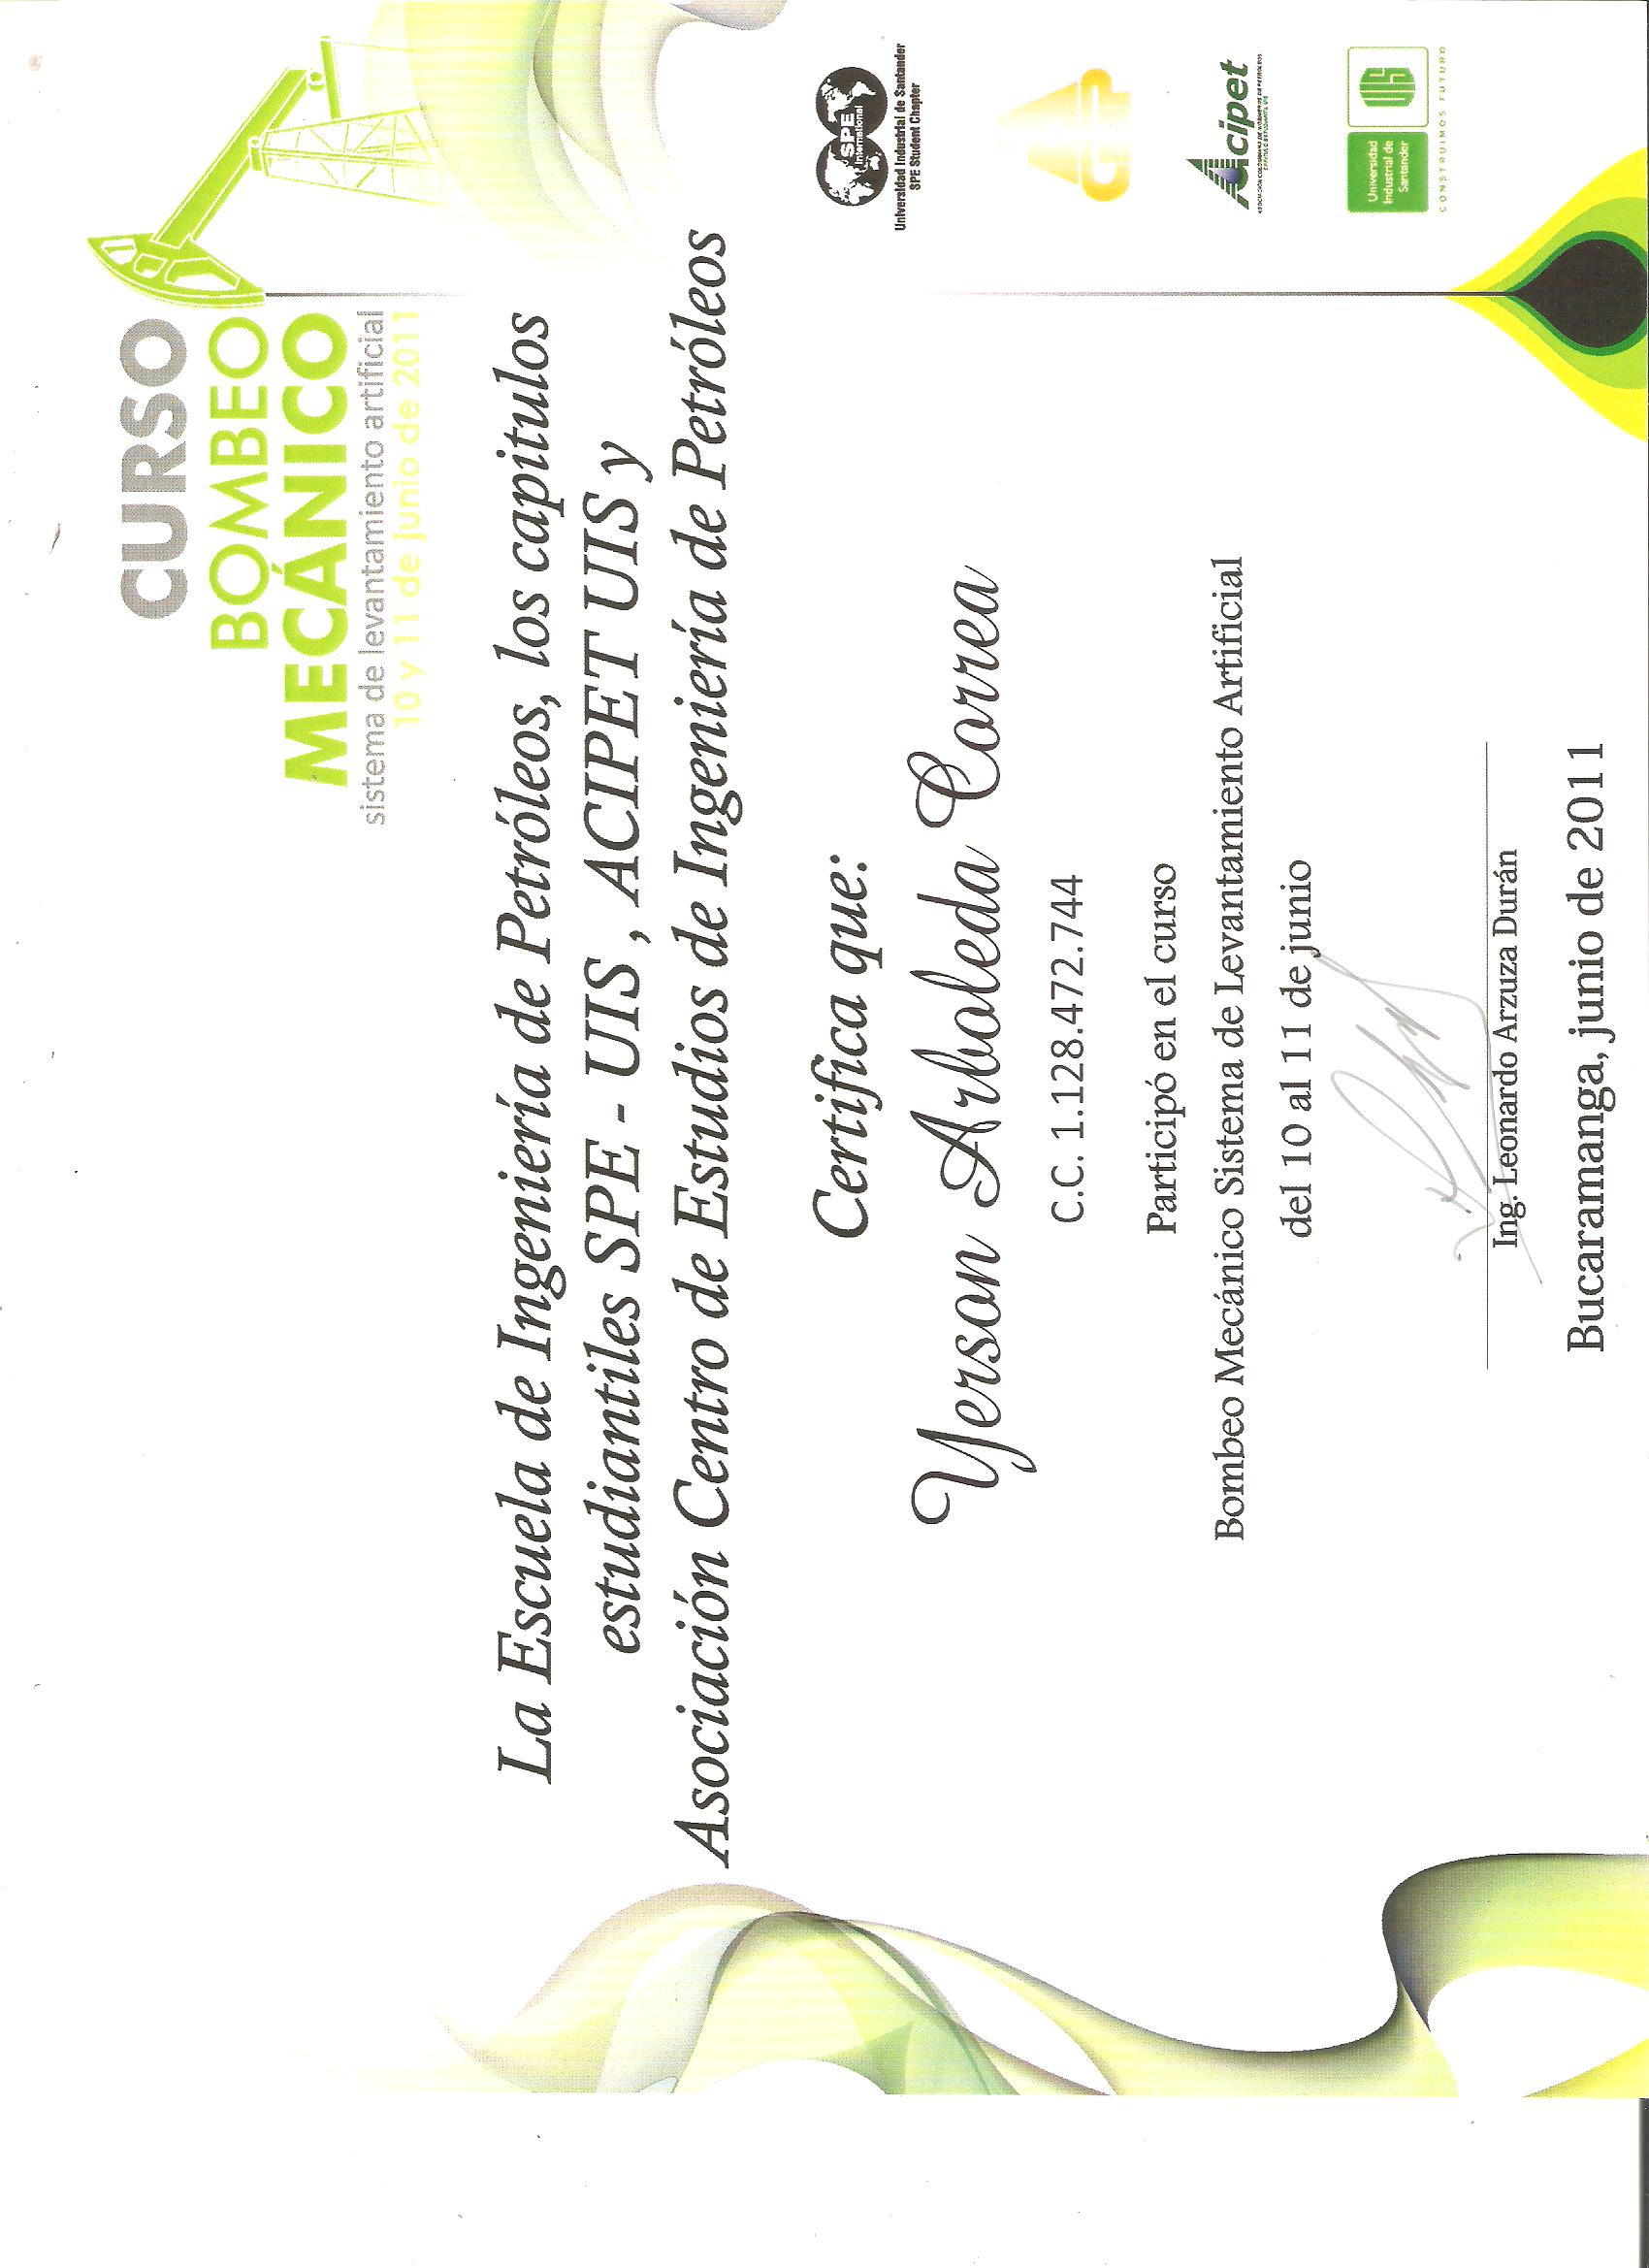 CURSO
BOMBEO
MECÁNICO
sistema de levantamiento artificial
10 y 11 de junio de 2011
La Escuela de Ingeniería de Petróleos, los capitulos
estudiantiles SPE - UIS , ACIPET UIS y
Asociación Centro de Estudios de Ingeniería de Petróleos
Certifica que:
Yerson Arboleda Correa
C.C. 1.128.472.744
Participó en el curso
Bombeo Mecánico Sistema de Levantamiento Artificial
del 10 al 11 de junio
Ing. Leonardo Arzuza Durán
Bucaramanga, junio de 2011
SPE
International
Universidad Industrial de Santander
SPE Student Chapter
Acipet
Universidad
Industrial de
Santander
UIS
CONSTRUIMOS FUTURO